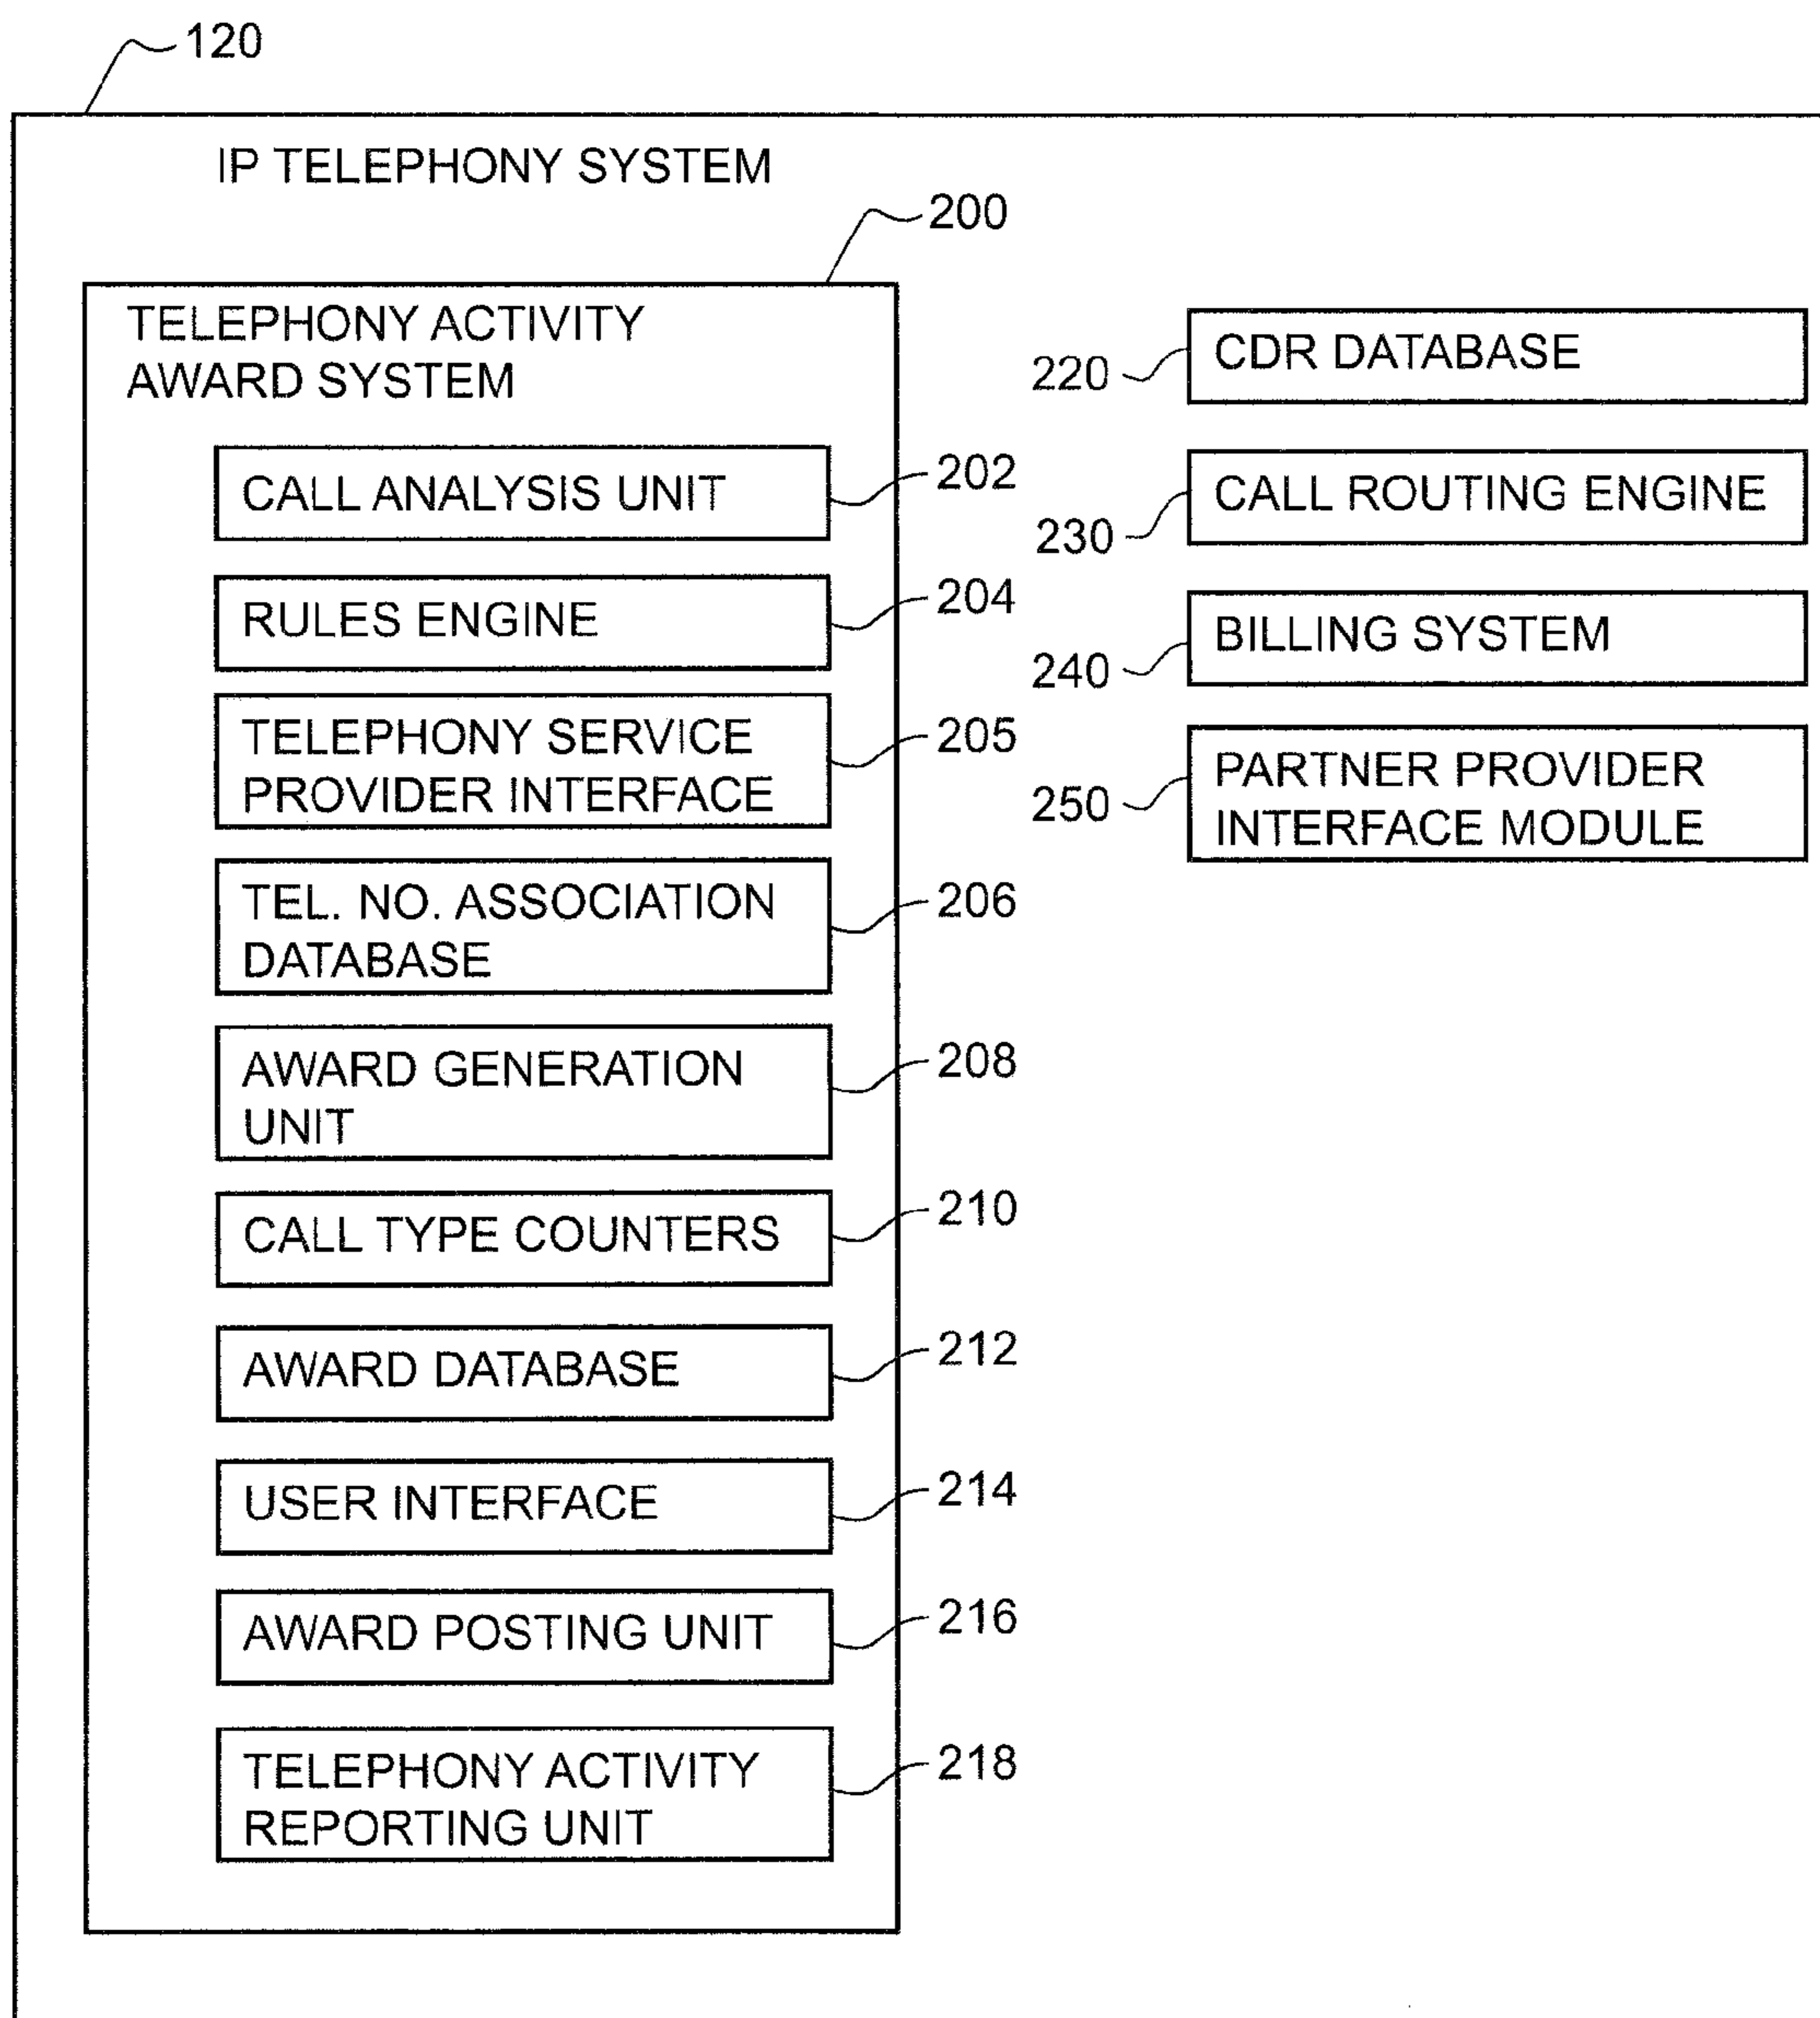 120
IP TELEPHONY SYSTEM
200
TELEPHONY ACTIVITY
AWARD SYSTEM
CALL ANALYSIS UNIT
202
RULES ENGINE
204
TELEPHONY SERVICE
PROVIDER INTERFACE
205
TEL. NO. ASSOCIATION
DATABASE
206
AWARD GENERATION
UNIT
208
CALL TYPE COUNTERS
210
AWARD DATABASE
212
USER INTERFACE
214
AWARD POSTING UNIT
216
TELEPHONY ACTIVITY
REPORTING UNIT
218
220
CDR DATABASE
230
CALL ROUTING ENGINE
240
BILLING SYSTEM
250
PARTNER PROVIDER
INTERFACE MODULE